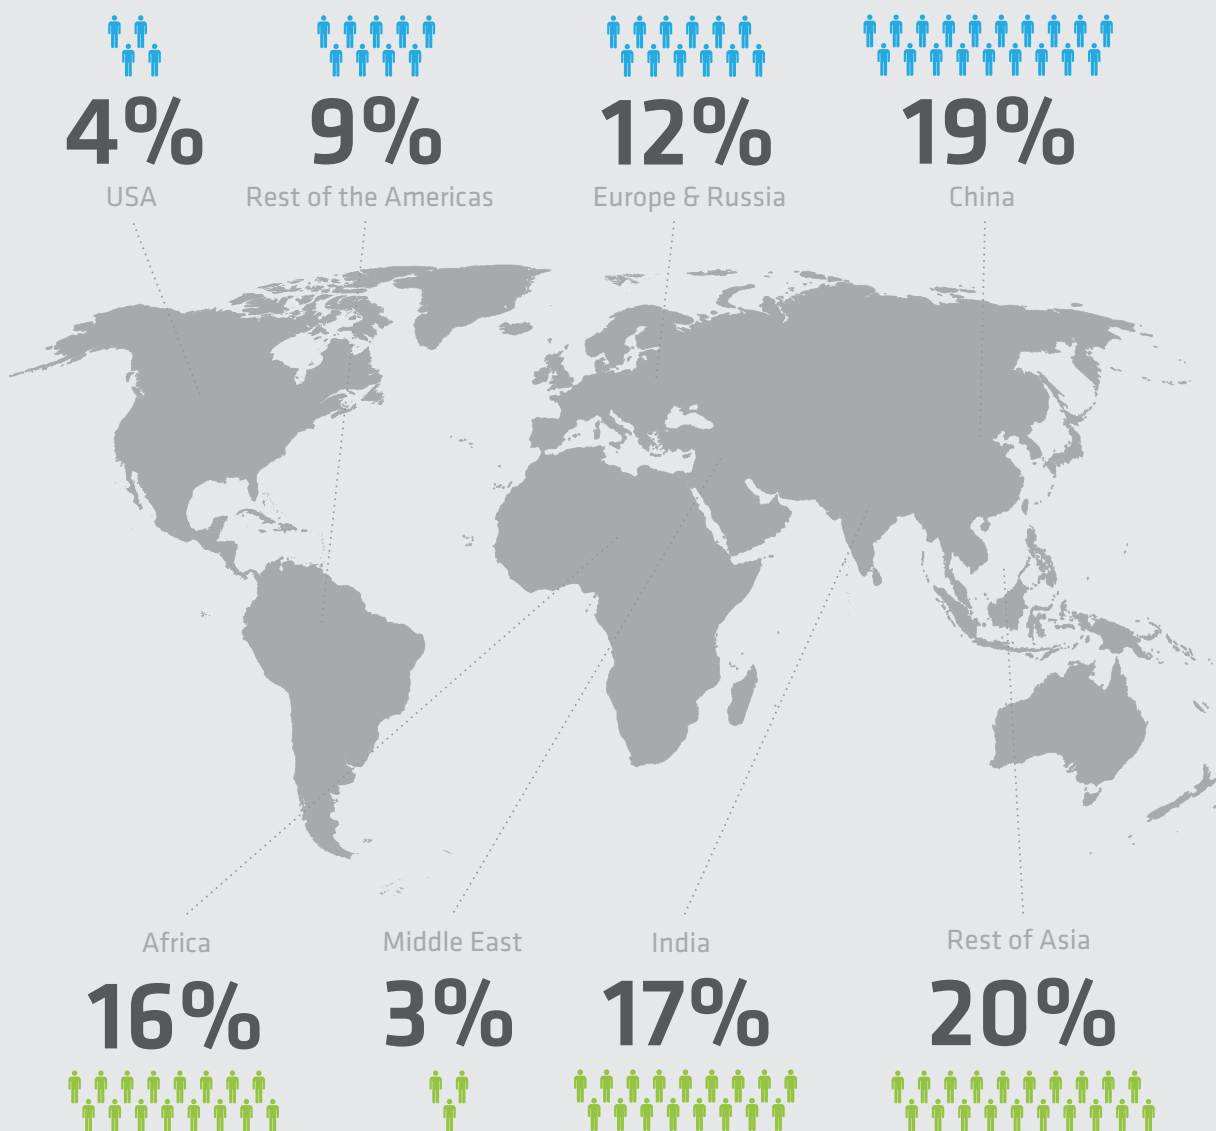 4% 9% 12% 19%
USA Rest of the Americas Europe & Russia China
Africa Middle East India Rest of Asia
16% 3% 17% 20%